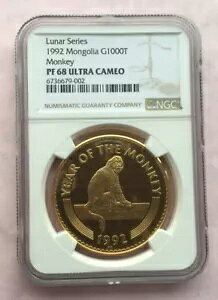 Lunar Series
1992 Mongolia G1000T
Monkey
PF 68 ULTRA CAMEO
6736679-002
NUMISMATIC GUARANTY COMPANY
NGC
YEAR OF THE MONKEY
1992